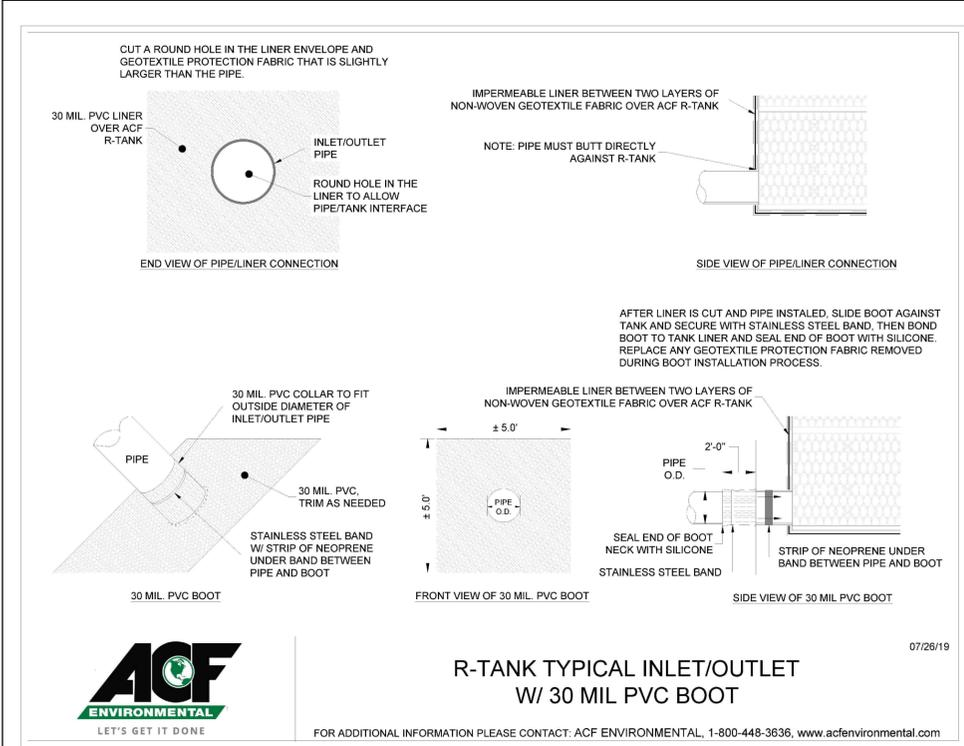 CUT A ROUND HOLE IN THE LINER ENVELOPE AND
GEOTEXTILE PROTECTION FABRIC THAT IS SLIGHTLY
LARGER THAN THE PIPE.
30 MIL. PVC LINER
OVER ACF
R-TANK
INLET/OUTLET
PIPE
ROUND HOLE IN THE
LINER TO ALLOW
PIPE/TANK INTERFACE
END VIEW OF PIPE/LINER CONNECTION
IMPERMEABLE LINER BETWEEN TWO LAYERS OF
NON-WOVEN GEOTEXTILE FABRIC OVER ACF R-TANK
NOTE: PIPE MUST BUTT DIRECTLY
AGAINST R-TANK
SIDE VIEW OF PIPE/LINER CONNECTION
AFTER LINER IS CUT AND PIPE INSTALED, SLIDE BOOT AGAINST
TANK AND SECURE WITH STAINLESS STEEL BAND, THEN BOND
BOOT TO TANK LINER AND SEAL END OF BOOT WITH SILICONE.
REPLACE ANY GEOTEXTILE PROTECTION FABRIC REMOVED
DURING BOOT INSTALLATION PROCESS.
30 MIL. PVC COLLAR TO FIT
OUTSIDE DIAMETER OF
INLET/OUTLET PIPE
PIPE
30 MIL. PVC,
TRIM AS NEEDED
STAINLESS STEEL BAND
W/ STRIP OF NEOPRENE
UNDER BAND BETWEEN
PIPE AND BOOT
30 MIL. PVC BOOT
± 5.0'
± 5.0'
PIPE
O.D.
FRONT VIEW OF 30 MIL. PVC BOOT
IMPERMEABLE LINER BETWEEN TWO LAYERS OF
NON-WOVEN GEOTEXTILE FABRIC OVER ACF R-TANK
2'-0"
PIPE
O.D.
SEAL END OF BOOT
NECK WITH SILICONE
STAINLESS STEEL BAND
STRIP OF NEOPRENE UNDER
BAND BETWEEN PIPE AND BOOT
SIDE VIEW OF 30 MIL PVC BOOT
07/26/19
ACF
ENVIRONMENTAL
LET'S GET IT DONE
R-TANK TYPICAL INLET/OUTLET
W/ 30 MIL PVC BOOT
FOR ADDITIONAL INFORMATION PLEASE CONTACT: ACF ENVIRONMENTAL, 1-800-448-3636, www.acfenvironmental.com